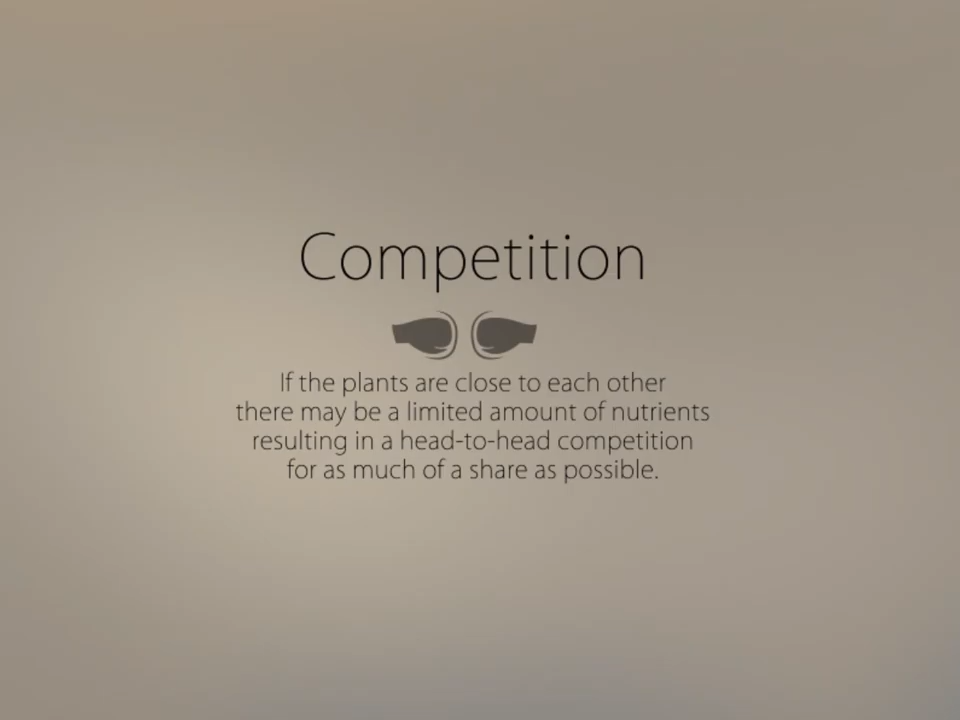 Competition
If the plants are close to each other
there may be a limited amount of nutrients
resulting in a head-to-head competition
for as much of a share as possible.